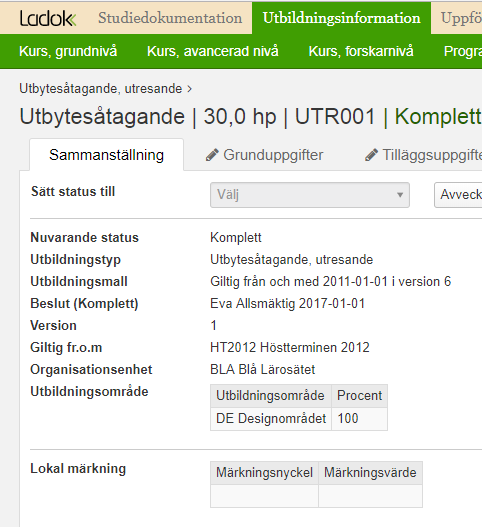 Ladok Studiedokumentation Utbildningsinformation Uppfö
Kurs, grundnivå Kurs, avancerad nivå Kurs, forskarnivå Progra
Utbytesåtagande, utresande >
Utbytesåtagande | 30,0 hp | UTR001 | Komplett
Sammanställning Grunduppgifter Tilläggsuppgifte
Sätt status till Välj Avveck
Nuvarande status Komplett
Utbildningstyp Utbytesåtagande, utresande
Utbildningsmall Giltig från och med 2011-01-01 i version 6
Beslut (Komplett) Eva Allsmäktig 2017-01-01
Version 1
Giltig fr.o.m HT2012 Höstterminen 2012
Organisationsenhet BLA Blå Lärosätet
Utbildningsområde Utbildningsområde Procent
DE Designområdet 100
Lokal märkning Märkningsnyckel Märkningsvärde